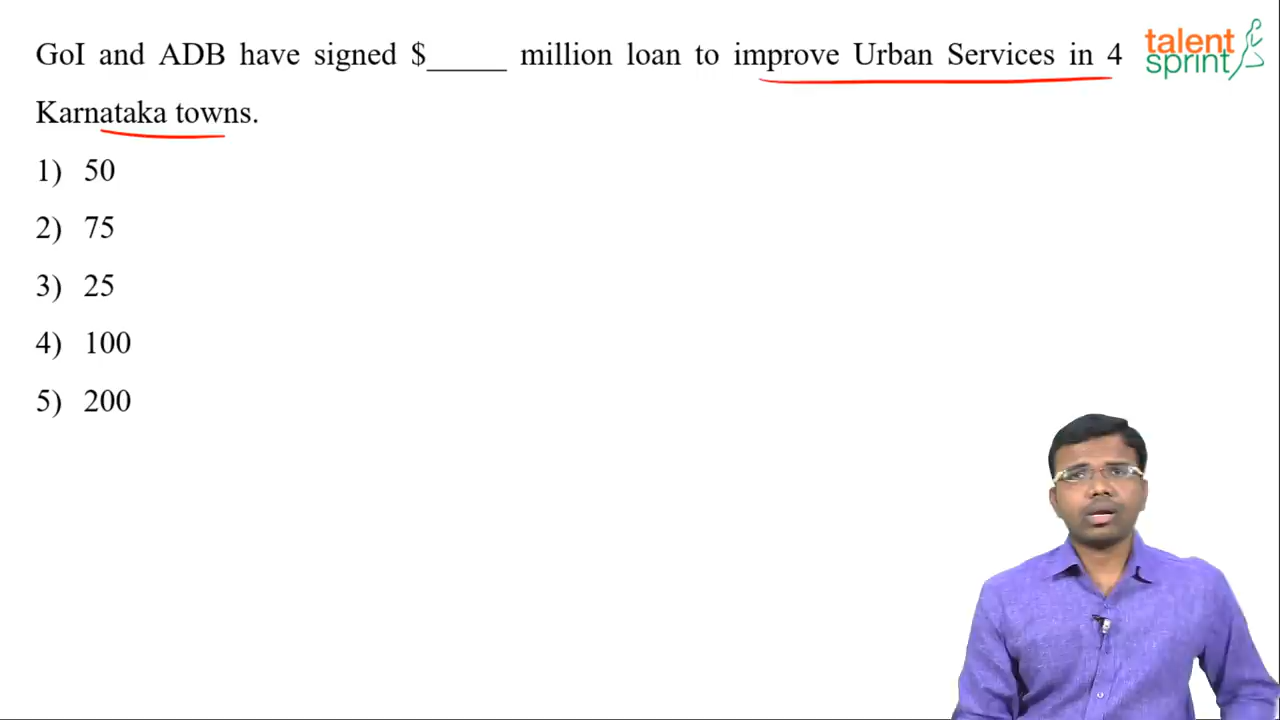 GoI and ADB have signed $_____ million loan to improve Urban Services in 4
Karnataka towns.
1) 50
2) 75
3) 25
4) 100
5) 200
talent
sprint